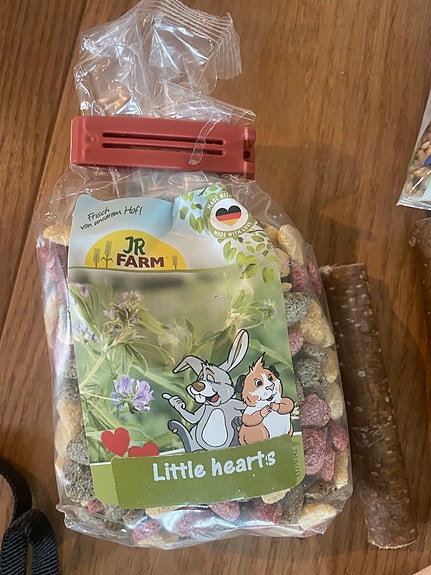 Frisch
von unserem Hof!
JR
FARM
MADE WITH LOVE
Little hearts